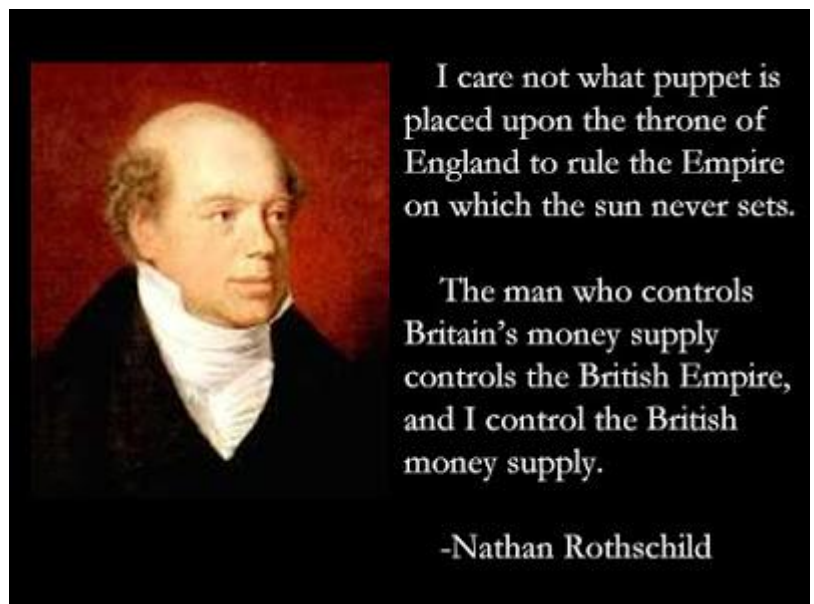 I care not what puppet is
placed upon the throne of
England to rule the Empire
on which the sun never sets.
The man who controls
Britain's money supply
controls the British Empire,
and I control the British
money supply.
-Nathan Rothschild